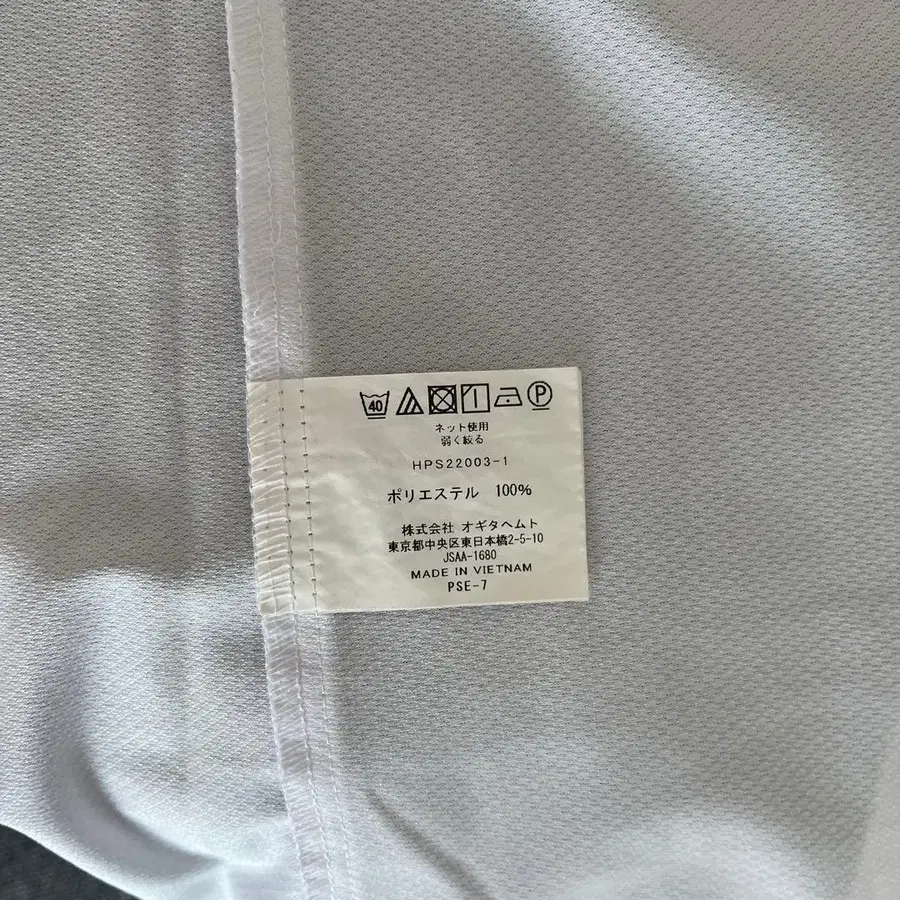 40 P
ネット使用
弱く絞る
HPS22003-1
ポリエステル 100%
株式会社 オギタヘムト
東京都中央区東日本橋2-5-10
JSAA-1680
MADE IN VIETNAM
PSE-7